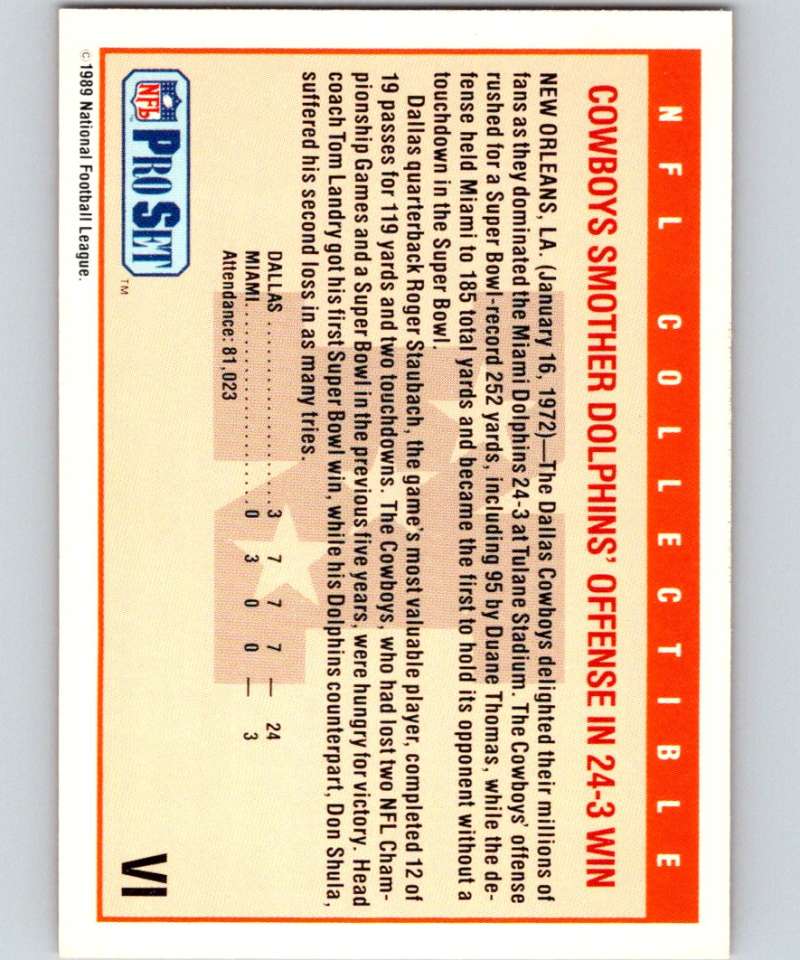 NFL COLLECTIBLE
COWBOYS SMOTHER DOLPHINS' OFFENSE IN 24-3 WIN
NEW ORLEANS, LA. (January 16, 1972)—The Dallas Cowboys delighted their millions of
fans as they dominated the Miami Dolphins 24-3 at Tulane Stadium. The Cowboys' offense
rushed for a Super Bowl-record 252 yards, including 95 by Duane Thomas, while the de-
fense held Miami to 185 total yards and became the first to hold its opponent without a
touchdown in the Super Bowl.
Dallas quarterback Roger Staubach, the game's most valuable player, completed 12 of
19 passes for 119 yards and two touchdowns. The Cowboys, who had lost two NFL Cham-
pionship Games and a Super Bowl in the previous five years, were hungry for victory. Head
coach Tom Landry got his first Super Bowl win, while his Dolphins counterpart, Don Shula,
suffered his second loss in as many tries.
DALLAS ........................ 3 7 7 7 — 24
MIAMI.......................... 0 3 0 0 — 3
Attendance: 81,023
NFL PRO SET ™
VI
© 1989 National Football League.